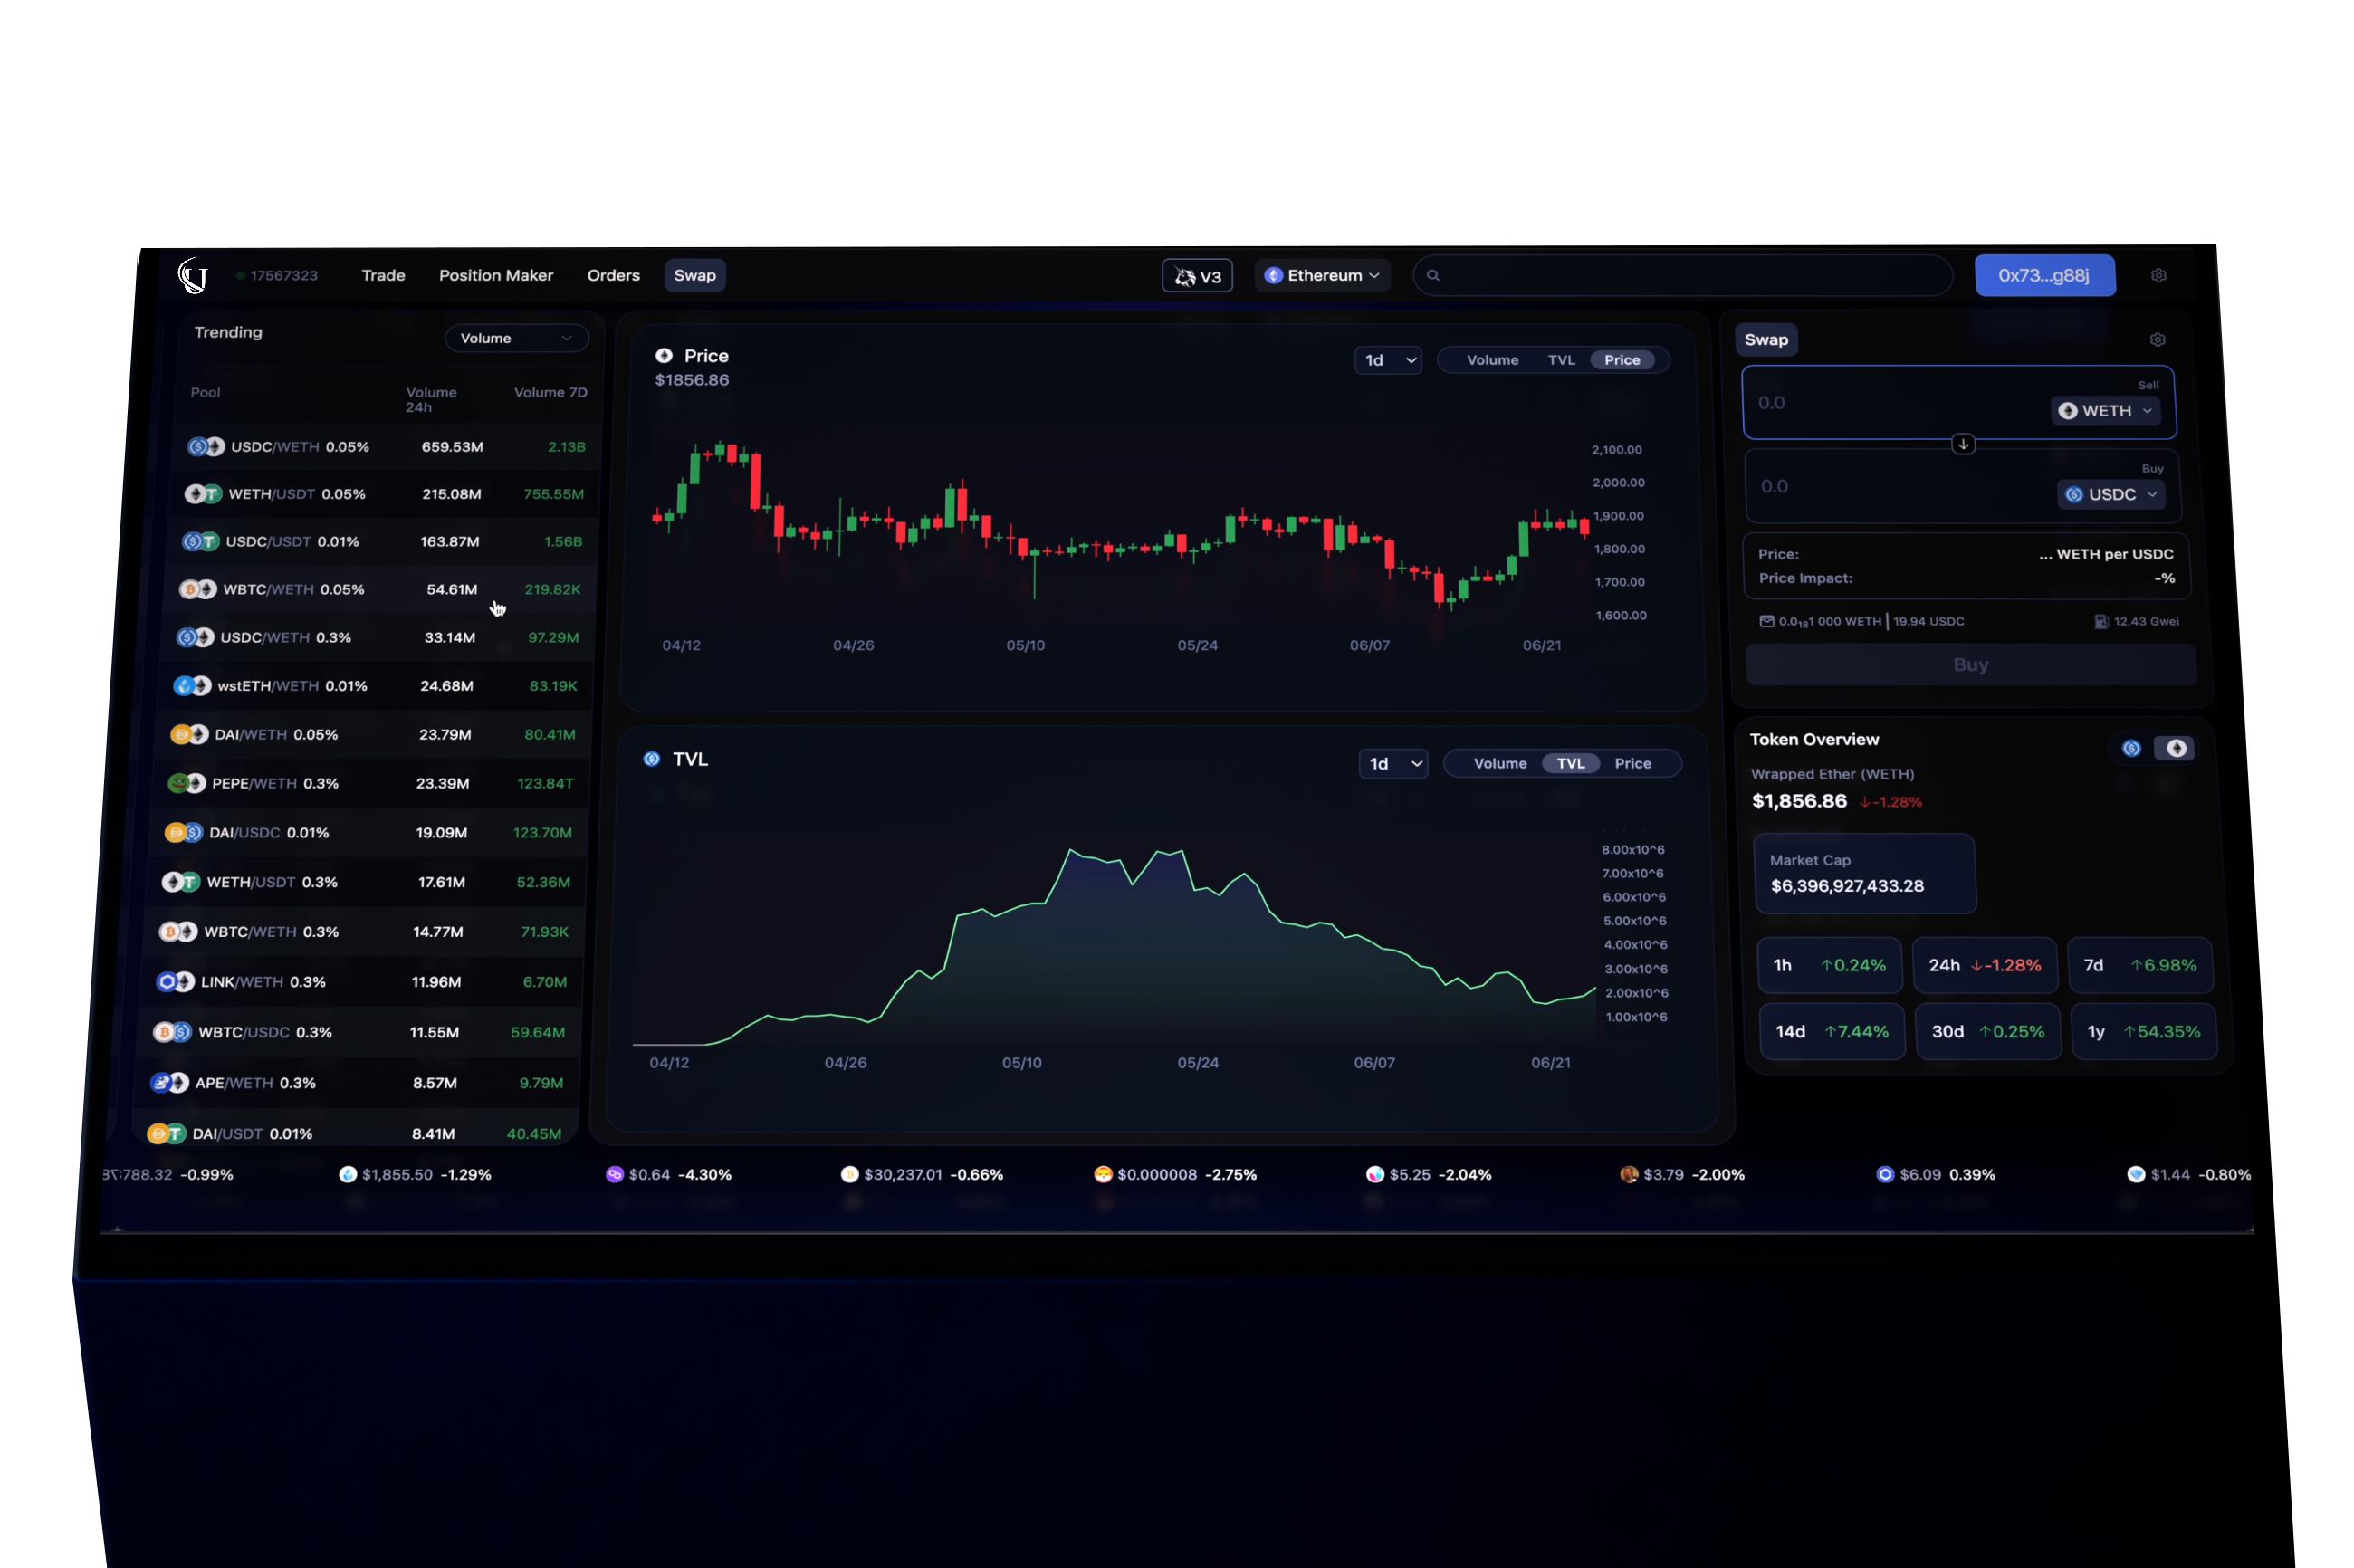 U 17567323 Trade Position Maker Orders Swap V3 Ethereum 0x73...g88j
Trending Volume
Pool Volume 24h Volume 7D
USDC/WETH 0.05% 659.53M 2.13B
WETH/USDT 0.05% 215.08M 755.55M
USDC/USDT 0.01% 163.87M 1.56B
WBTC/WETH 0.05% 54.61M 219.82K
USDC/WETH 0.3% 33.14M 97.29M
wstETH/WETH 0.01% 24.68M 83.19K
DAI/WETH 0.05% 23.79M 80.41M
PEPE/WETH 0.3% 23.39M 123.84T
DAI/USDC 0.01% 19.09M 123.70M
WETH/USDT 0.3% 17.61M 52.36M
WBTC/WETH 0.3% 14.77M 71.93K
LINK/WETH 0.3% 11.96M 6.70M
WBTC/USDC 0.3% 11.55M 59.64M
APE/WETH 0.3% 8.57M 9.79M
DAI/USDT 0.01% 8.41M 40.45M
Price
$1856.86
1d Volume TVL Price
2,100.00
2,000.00
1,900.00
1,800.00
1,700.00
1,600.00
04/12 04/26 05/10 05/24 06/07 06/21
TVL
1d Volume TVL Price
8.00x10^6
7.00x10^6
6.00x10^6
5.00x10^6
4.00x10^6
3.00x10^6
2.00x10^6
1.00x10^6
04/12 04/26 05/10 05/24 06/07 06/21
Swap
Sell
0.0 WETH
Buy
0.0 USDC
Price: ... WETH per USDC
Price Impact: -%
0.0₁₈1 000 WETH | 19.94 USDC 12.43 Gwei
Buy
Token Overview
Wrapped Ether (WETH)
$1,856.86 ↓-1.28%
Market Cap
$6,396,927,433.28
1h ↑0.24% 24h ↓-1.28% 7d ↑6.98%
14d ↑7.44% 30d ↑0.25% 1y ↑54.35%
-0.99% $1,855.50 -1.29% $0.64 -4.30% $30,237.01 -0.66% $0.000008 -2.75% $5.25 -2.04% $3.79 -2.00% $6.09 0.39% $1.44 -0.80%